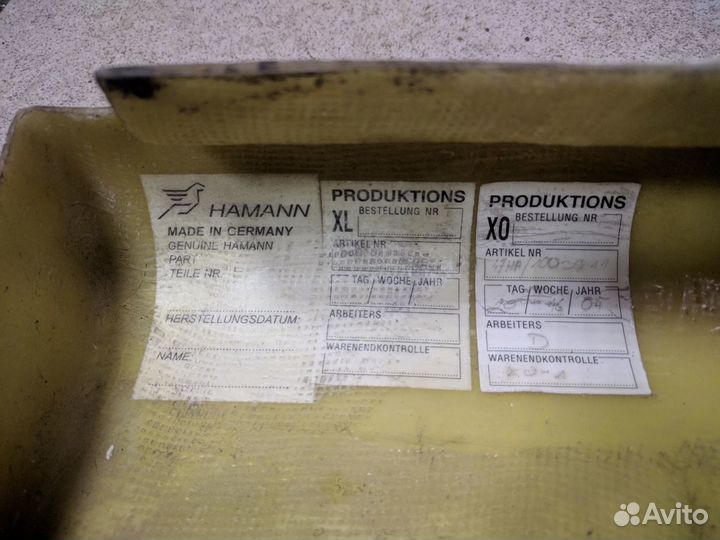 HAMANN
MADE IN CERMANY
GENUINE HAMANN
PART
TEILE NR
HERSTELLUNGSDATUM:
NAME:
PRODUKTIONS
XL BESTELLUNG NR
ARTIKEL NR
TAG WOCHE JAHR
ARBEITERS
WARENENDKONTROLLE
PRODUKTIONS
XO BESTELLUNG NR
ARTIKEL NR
TAG WOCHE JAHR
04
ARBEITERS
D
WARENENDKONTROLLE
Avito